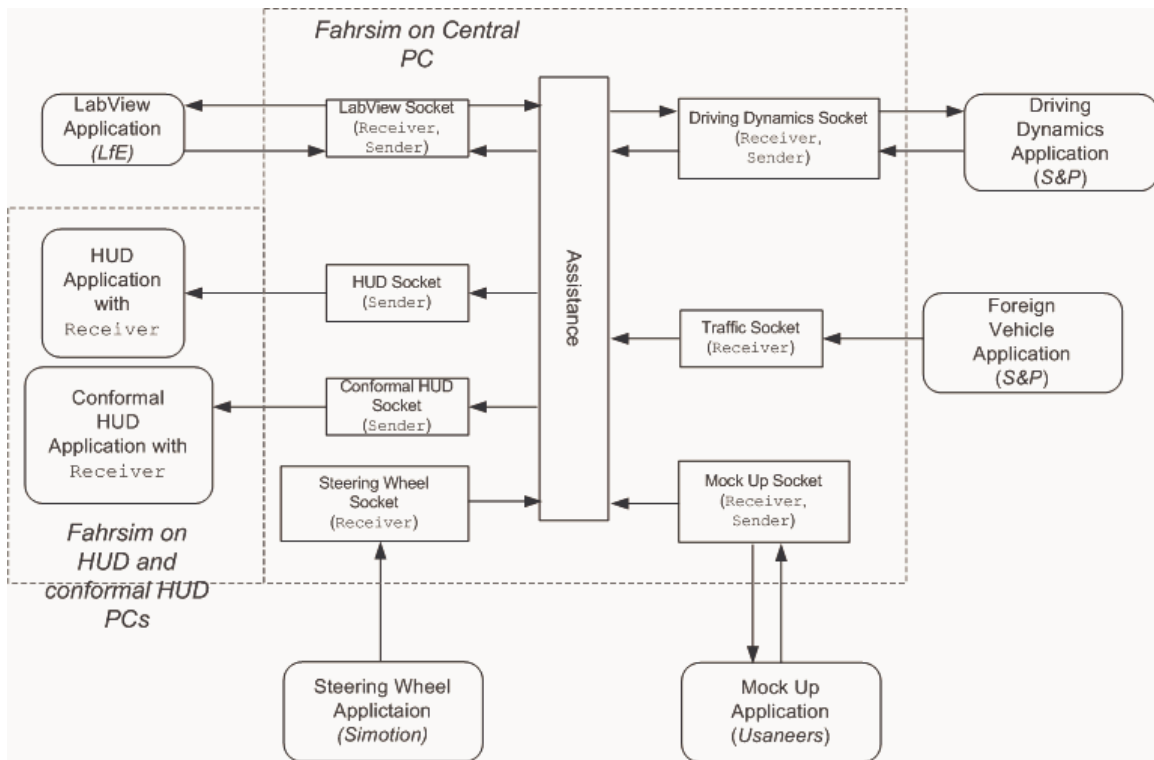 Fahrsim on Central
PC
LabView
Application
(LfE)
LabView Socket
(Receiver,
Sender)
Driving Dynamics Socket
(Receiver,
Sender)
Driving
Dynamics
Application
(S&P)
Assistance
HUD
Application
with
Receiver
HUD Socket
(Sender)
Traffic Socket
(Receiver)
Foreign
Vehicle
Application
(S&P)
Conformal
HUD
Application with
Receiver
Conformal HUD
Socket
(Sender)
Steering Wheel
Socket
(Receiver)
Mock Up Socket
(Receiver,
Sender)
Fahrsim on
HUD and
conformal HUD
PCs
Steering Wheel
Applictaion
(Simotion)
Mock Up
Application
(Usaneers)